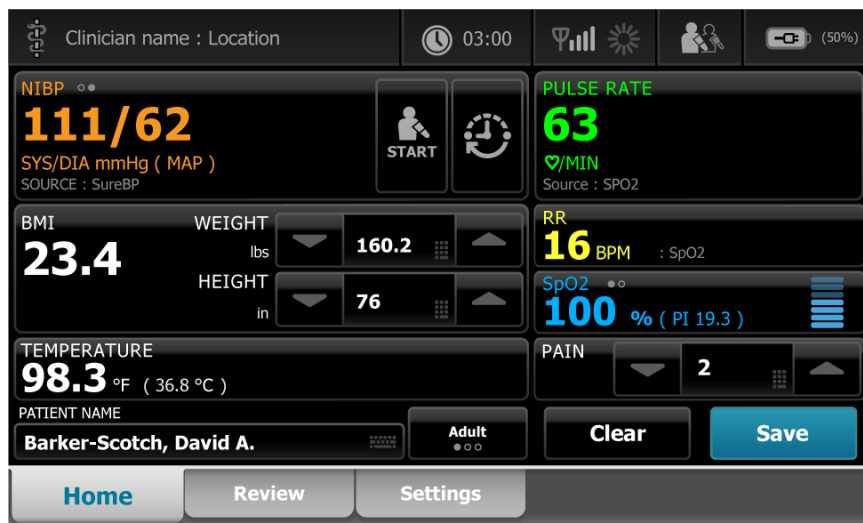 Clinician name : Location
03:00
(50%)
NIBP
111/62
SYS/DIA mmHg ( MAP )
SOURCE : SureBP
START
PULSE RATE
63
/MIN
Source : SPO2
BMI
23.4
WEIGHT
lbs
160.2
HEIGHT
in
76
RR
16 BPM : SpO2
SpO2
100 % ( PI 19.3 )
TEMPERATURE
98.3 °F ( 36.8 °C )
PAIN
2
PATIENT NAME
Barker-Scotch, David A.
Adult
Clear
Save
Home
Review
Settings